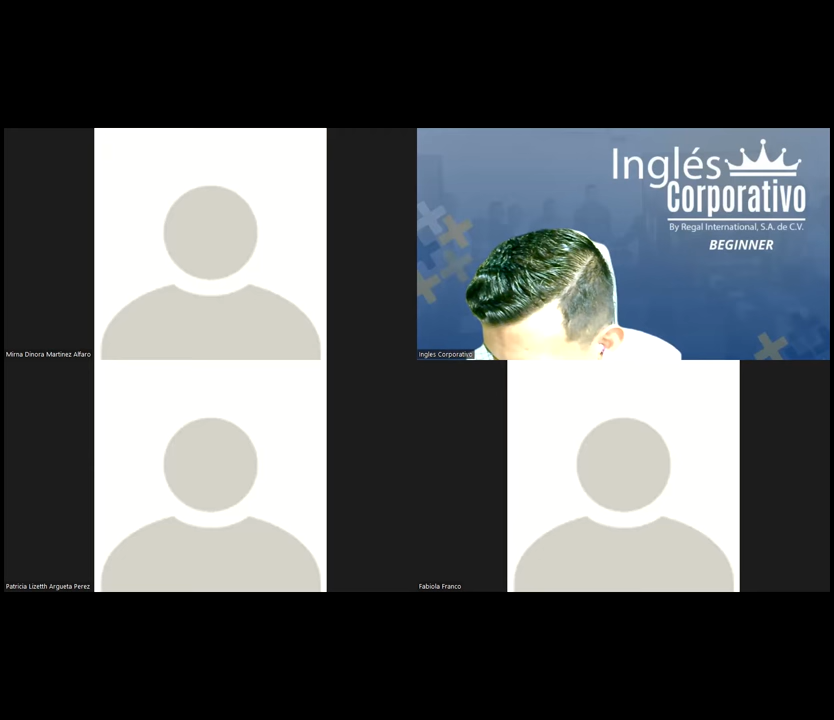 Inglés
Corporativo
By Regal International, S.A. de C.V.
BEGINNER
Mirna Dinora Martinez Alfaro
Ingles Corporativo
Patricia Lizetth Argueta Perez
Fabiola Franco